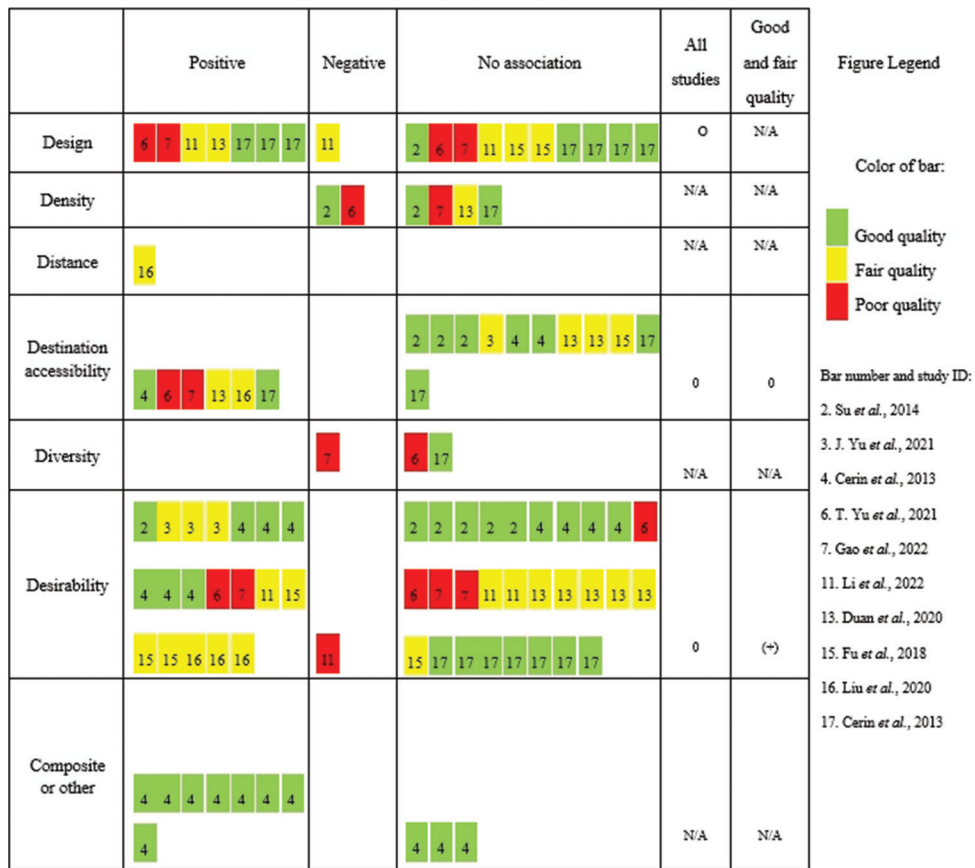 Positive Negative No association All studies Good and fair quality
Design 6 7 11 13 17 17 17 11 2 6 7 11 15 15 17 17 17 17 O N/A
Density 2 6 2 7 13 17 N/A N/A
Distance 16 N/A N/A
Destination accessibility
2 2 2 3 4 4 13 13 15 17
4 6 7 13 16 17 17 0 0
Diversity 7 6 17 N/A N/A
Desirability
2 3 3 3 4 4 4 2 2 2 2 2 4 4 4 4 6
4 4 4 6 7 11 15 6 7 7 11 11 13 13 13 13 13
15 15 16 16 16 11 15 17 17 17 17 17 17 17 0 (+)
Composite or other
4 4 4 4 4 4 4
4 4 4 4 N/A N/A
Figure Legend
Color of bar:
Good quality
Fair quality
Poor quality
Bar number and study ID:
2. Su et al., 2014
3. J. Yu et al., 2021
4. Cerin et al., 2013
6. T. Yu et al., 2021
7. Gao et al., 2022
11. Li et al., 2022
13. Duan et al., 2020
15. Fu et al., 2018
16. Liu et al., 2020
17. Cerin et al., 2013